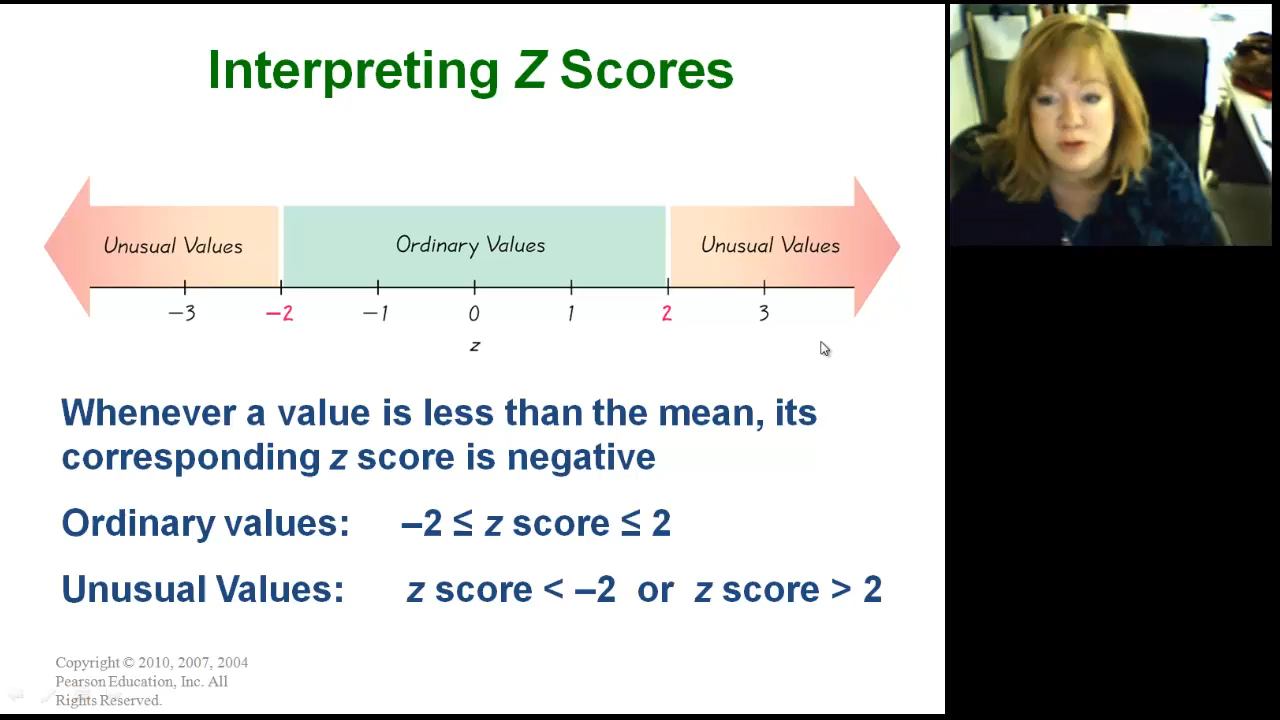 Interpreting Z Scores
Unusual Values Ordinary Values Unusual Values
−3 −2 −1 0 1 2 3
z
Whenever a value is less than the mean, its
corresponding z score is negative
Ordinary values: –2 ≤ z score ≤ 2
Unusual Values: z score < –2 or z score > 2
Copyright © 2010, 2007, 2004
Pearson Education, Inc. All
Rights Reserved.